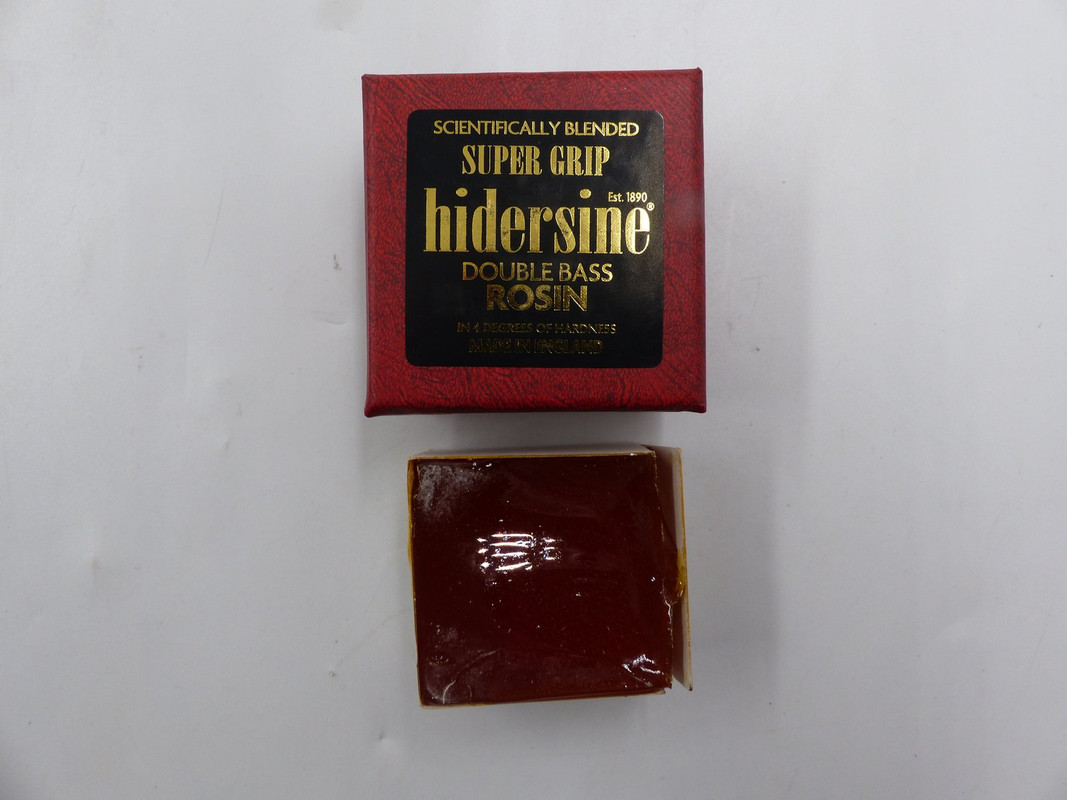 SCIENTIFICALLY BLENDED
SUPER GRIP
Est. 1890
hidersine®
DOUBLE BASS
ROSIN
IN 4 DEGREES OF HARDNESS
MADE IN ENGLAND